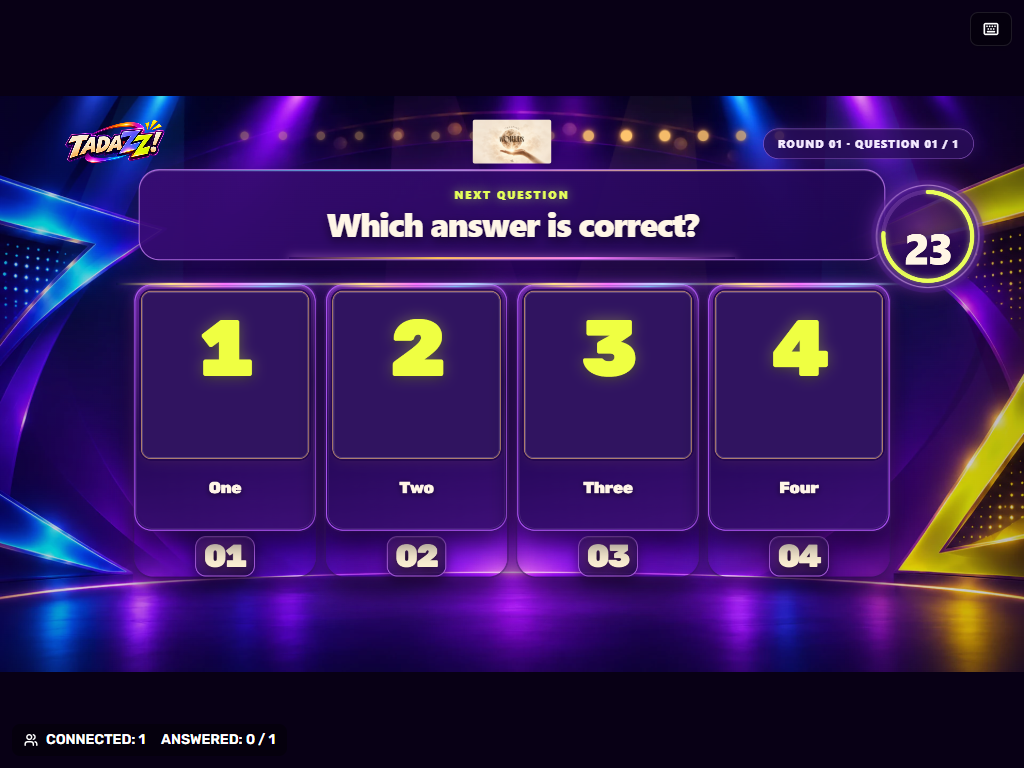 TADAZZ!
ROUND 01 - QUESTION 01 / 1
NEXT QUESTION
Which answer is correct?
23
1
2
3
4
One
Two
Three
Four
01
02
03
04
CONNECTED: 1
ANSWERED: 0 / 1